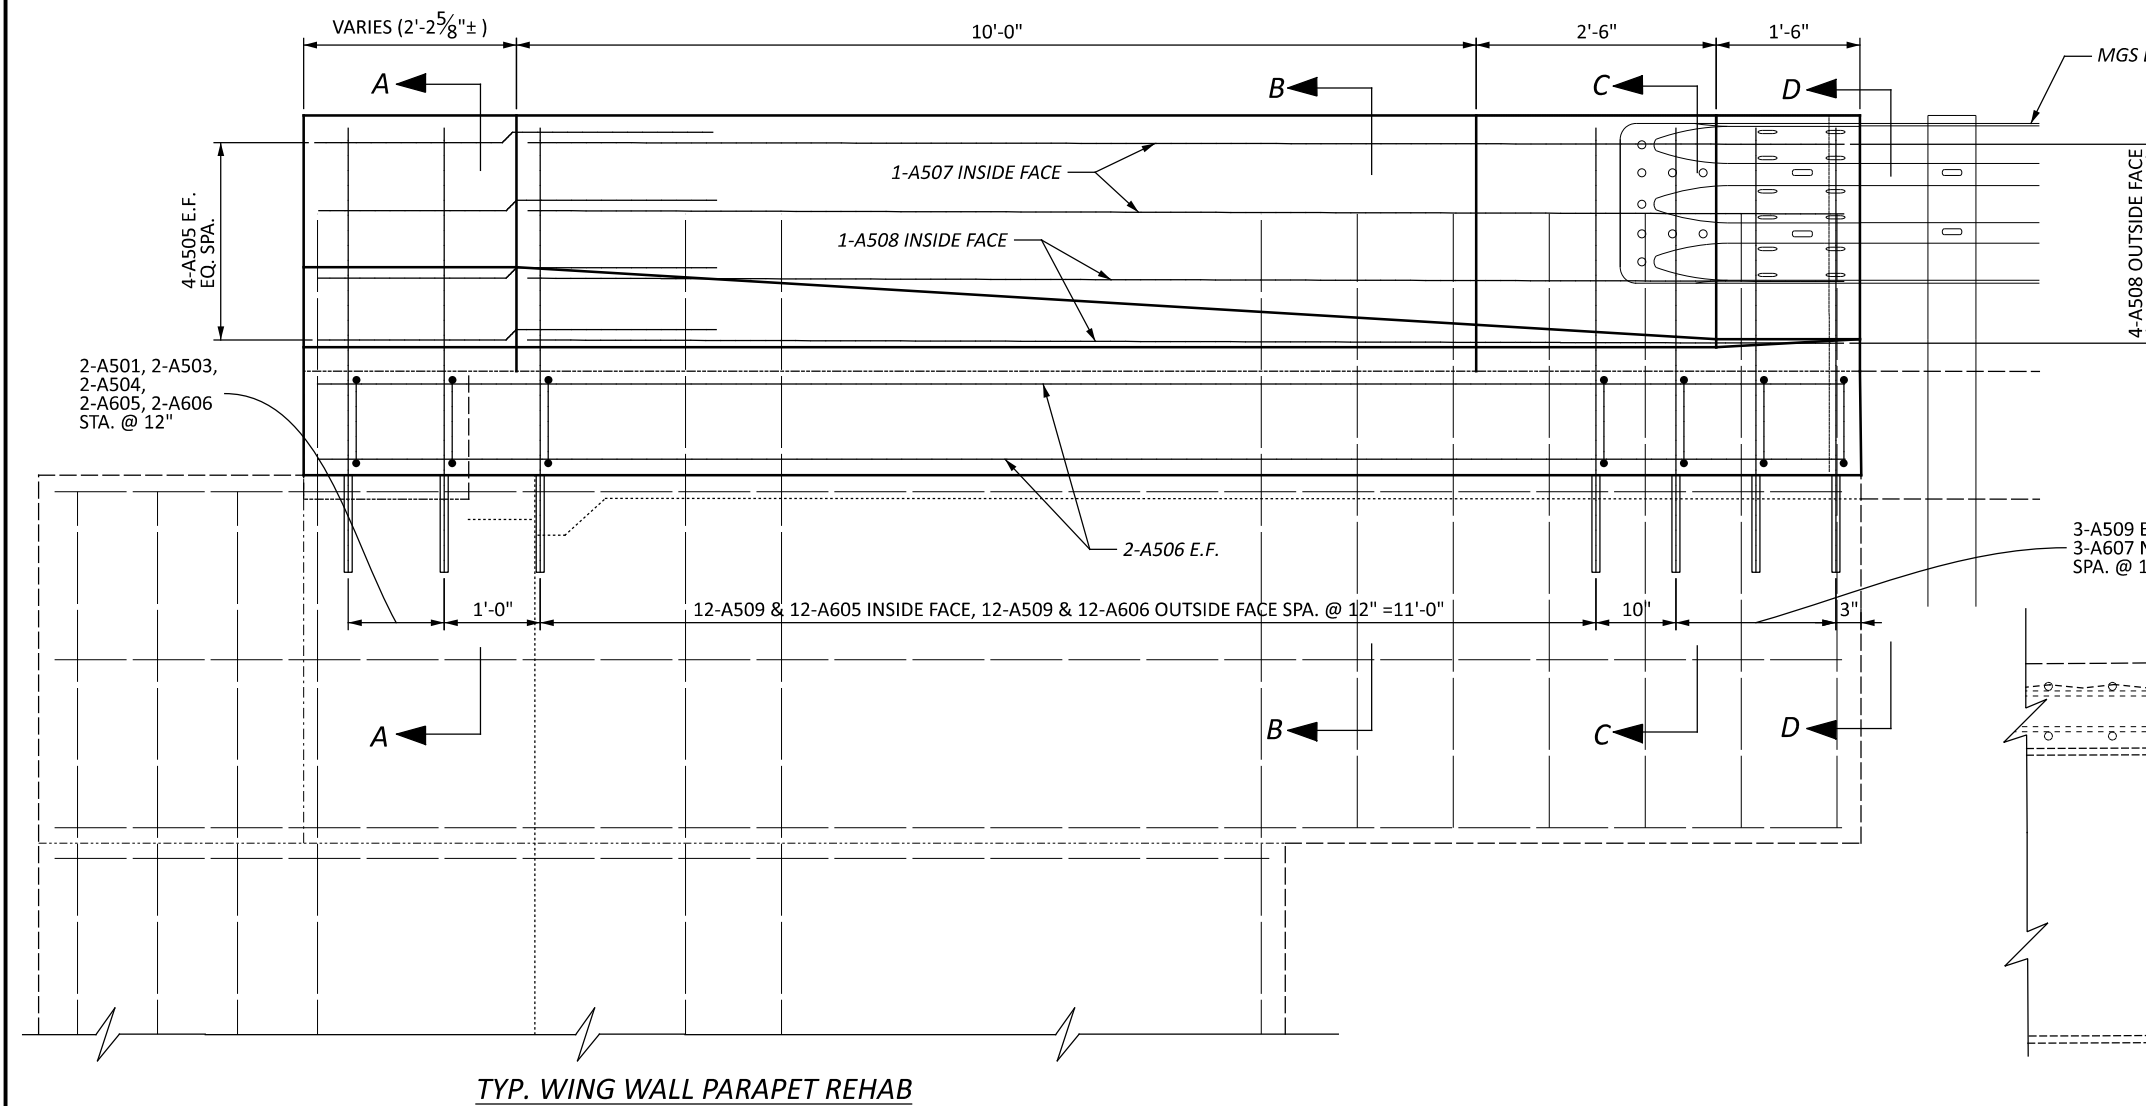 VARIES (2'-2 5/8"± )
10'-0"
2'-6"
1'-6"
MGS
A
B
C
D
1-A507 INSIDE FACE
1-A508 INSIDE FACE
4-A505 E.F.
EQ. SPA.
4-A508 OUTSIDE FACE
2-A501, 2-A503,
2-A504,
2-A605, 2-A606
STA. @ 12"
2-A506 E.F.
3-A509
3-A607
SPA. @
1'-0"
12-A509 & 12-A605 INSIDE FACE, 12-A509 & 12-A606 OUTSIDE FACE SPA. @ 12" =11'-0"
10"
3"
A
B
C
D
TYP. WING WALL PARAPET REHAB